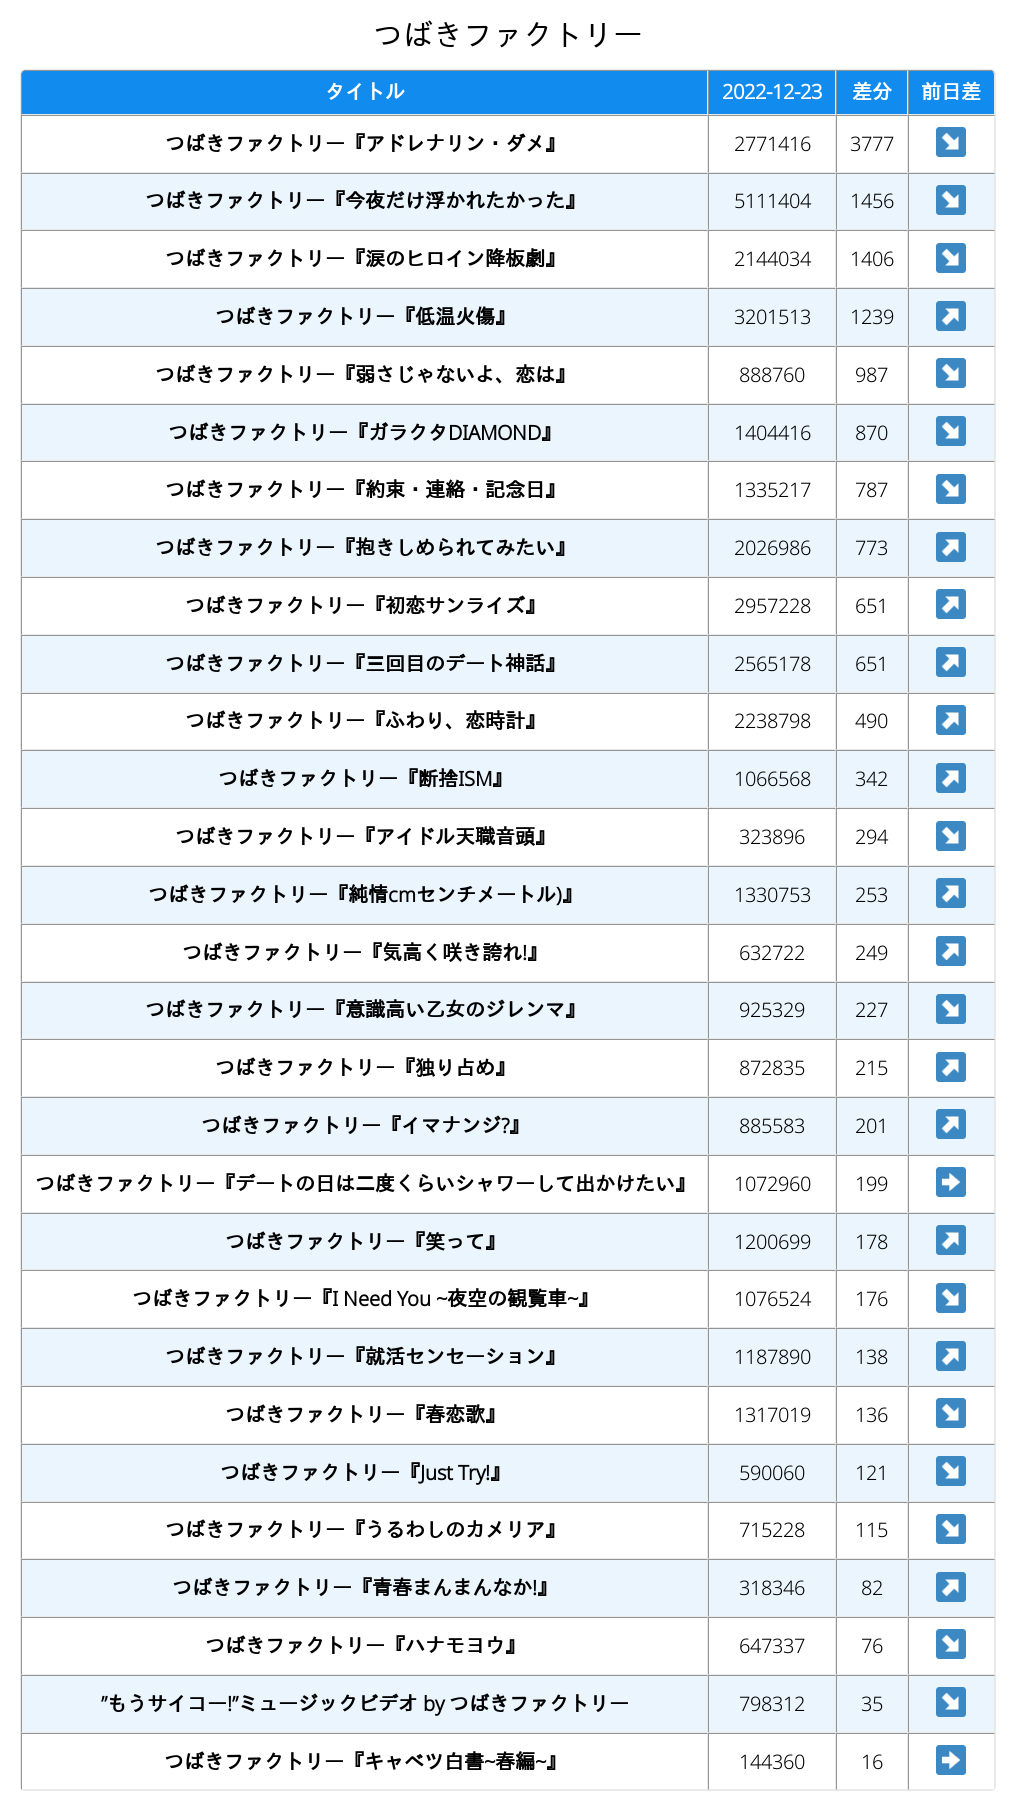 つばきファクトリー
タイトル 2022-12-23 差分 前日差
つばきファクトリー『アドレナリン・ダメ』 2771416 3777 ↘
つばきファクトリー『今夜だけ浮かれたかった』 5111404 1456 ↘
つばきファクトリー『涙のヒロイン降板劇』 2144034 1406 ↘
つばきファクトリー『低温火傷』 3201513 1239 ↗
つばきファクトリー『弱さじゃないよ、恋は』 888760 987 ↘
つばきファクトリー『ガラクタDIAMOND』 1404416 870 ↘
つばきファクトリー『約束・連絡・記念日』 1335217 787 ↘
つばきファクトリー『抱きしめられてみたい』 2026986 773 ↗
つばきファクトリー『初恋サンライズ』 2957228 651 ↗
つばきファクトリー『三回目のデート神話』 2565178 651 ↗
つばきファクトリー『ふわり、恋時計』 2238798 490 ↗
つばきファクトリー『断捨ISM』 1066568 342 ↗
つばきファクトリー『アイドル天職音頭』 323896 294 ↘
つばきファクトリー『純情cmセンチメートル)』 1330753 253 ↗
つばきファクトリー『気高く咲き誇れ!』 632722 249 ↗
つばきファクトリー『意識高い乙女のジレンマ』 925329 227 ↘
つばきファクトリー『独り占め』 872835 215 ↗
つばきファクトリー『イマナンジ?』 885583 201 ↗
つばきファクトリー『デートの日は二度くらいシャワーして出かけたい』 1072960 199 ➡
つばきファクトリー『笑って』 1200699 178 ↗
つばきファクトリー『I Need You ~夜空の観覧車~』 1076524 176 ↘
つばきファクトリー『就活センセーション』 1187890 138 ↗
つばきファクトリー『春恋歌』 1317019 136 ↘
つばきファクトリー『Just Try!』 590060 121 ↘
つばきファクトリー『うるわしのカメリア』 715228 115 ↘
つばきファクトリー『青春まんまんなか!』 318346 82 ↗
つばきファクトリー『ハナモヨウ』 647337 76 ↘
”もうサイコー!”ミュージックビデオ by つばきファクトリー 798312 35 ↘
つばきファクトリー『キャベツ白書~春編~』 144360 16 ➡